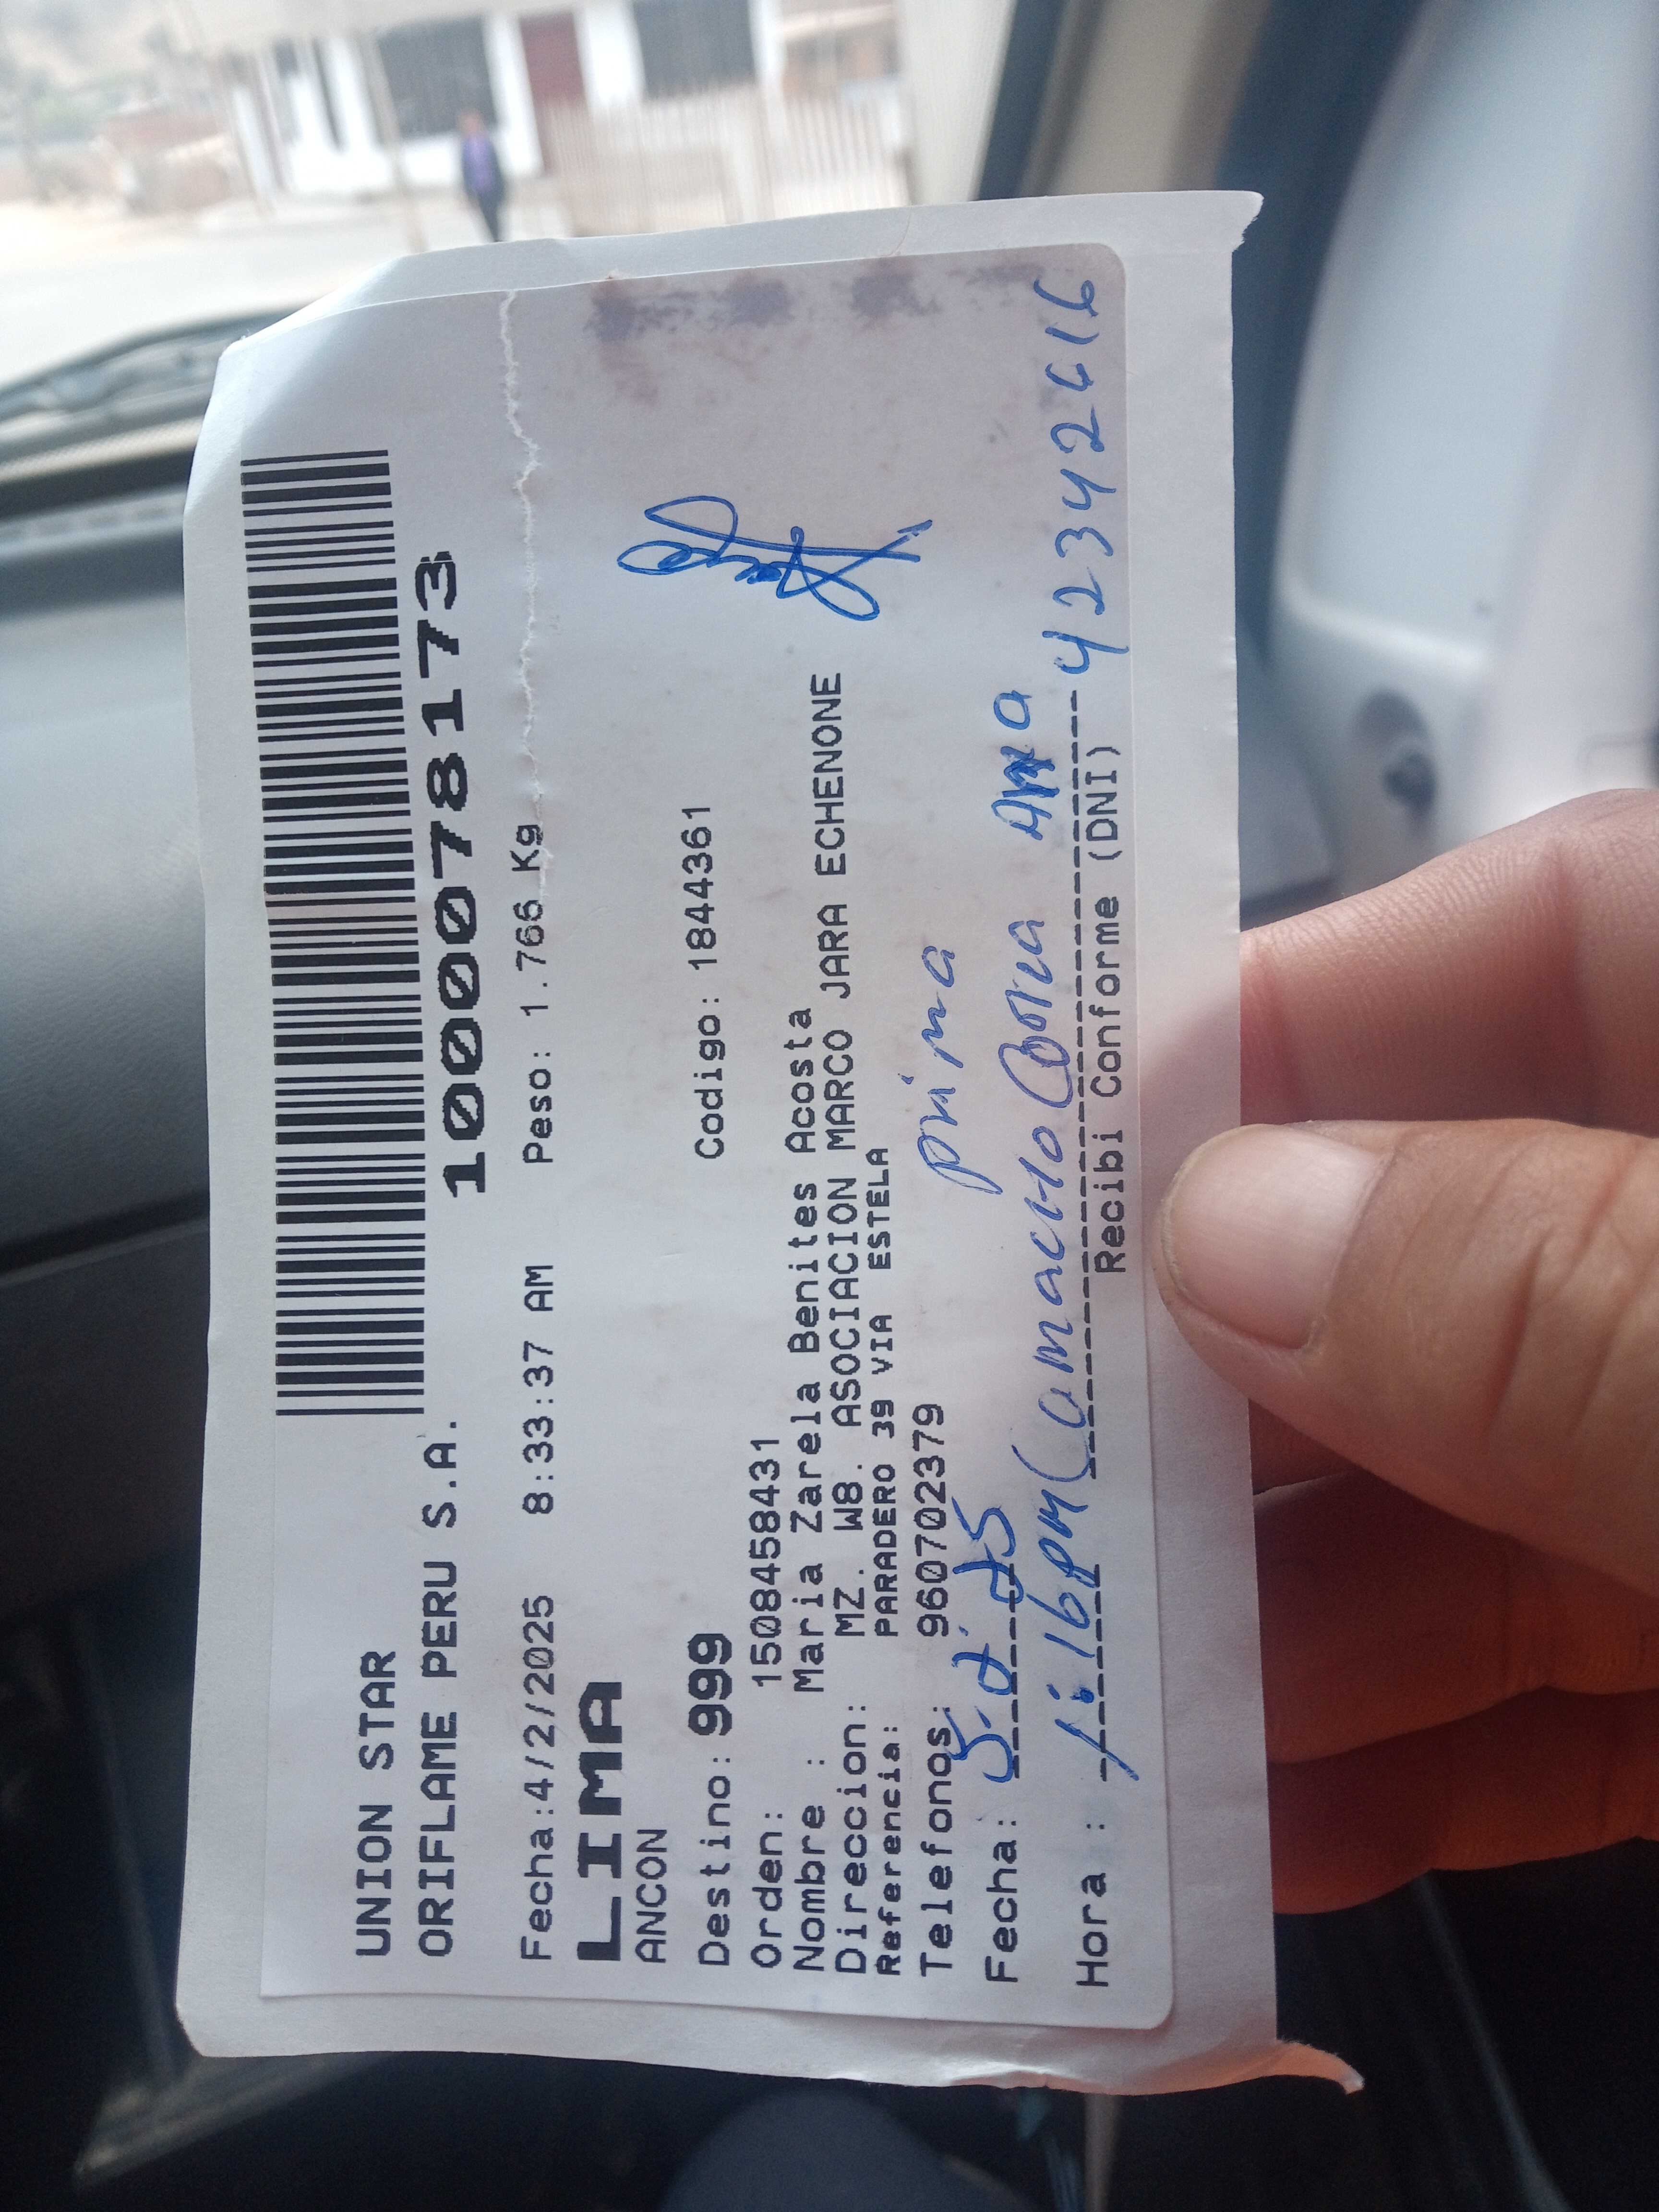 UNION STAR
ORIFLAME PERU S.A.
1000078173
Fecha:4/2/2025 8:33:37 AM Peso: 1.766 Kg
LIMA
ANCON
Destino: 999 Codigo: 1844361
Orden: 1508458431
Nombre : Maria Zarela Benites Acosta
Direccion: MZ. W8. ASOCIACION MARCO JARA ECHENONE
Referencia: PARADERO 39 VIA ESTELA
Telefonos: 960702379
prima
Fecha: 5-2-25
Hora : 1:16pm Camacho Ana 42342616
Recibi Conforme (DNI)